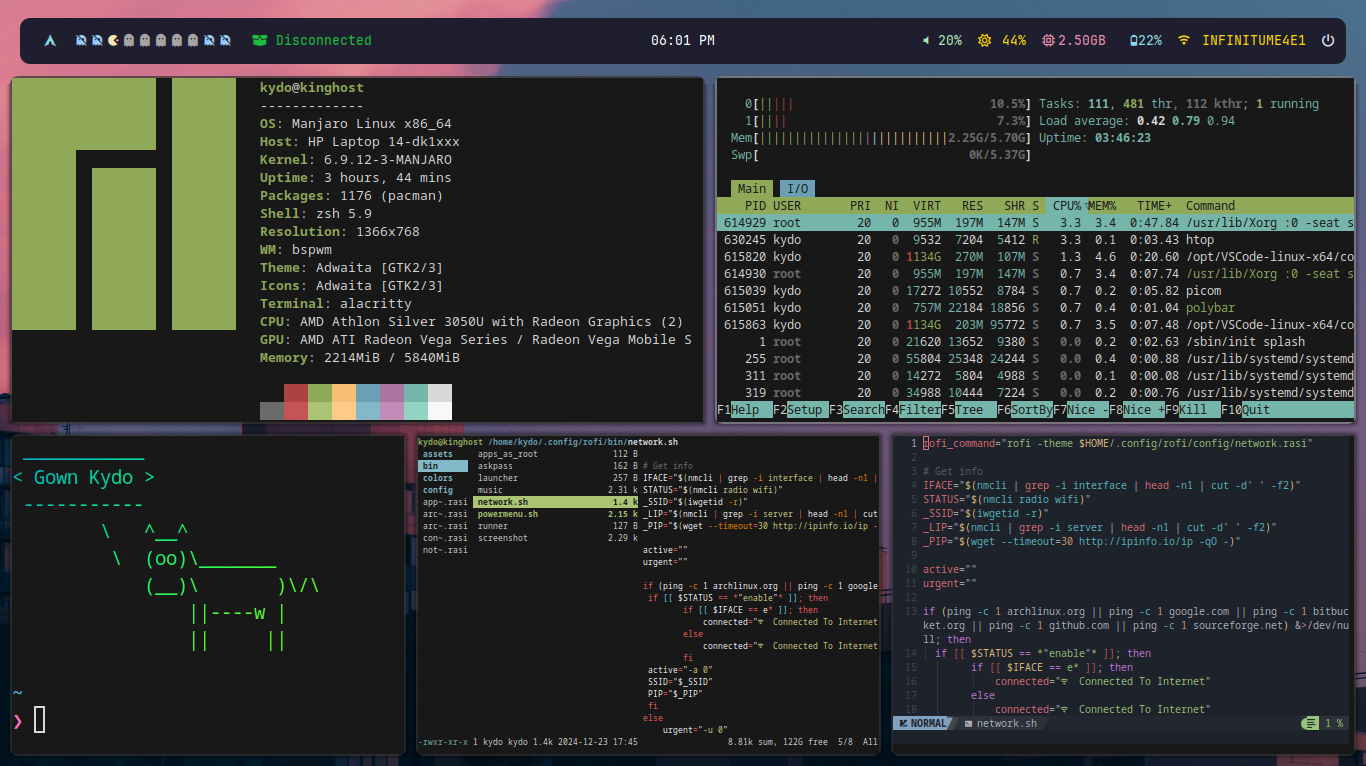 Disconnected
06:01 PM
20% 44% 2.50GB 22% INFINITUME4E1
kydo@kinghost
-------------
OS: Manjaro Linux x86_64
Host: HP Laptop 14-dk1xxx
Kernel: 6.9.12-3-MANJARO
Uptime: 3 hours, 44 mins
Packages: 1176 (pacman)
Shell: zsh 5.9
Resolution: 1366x768
WM: bspwm
Theme: Adwaita [GTK2/3]
Icons: Adwaita [GTK2/3]
Terminal: alacritty
CPU: AMD Athlon Silver 3050U with Radeon Graphics (2)
GPU: AMD ATI Radeon Vega Series / Radeon Vega Mobile S
Memory: 2214MiB / 5840MiB
0[||||| 10.5%] Tasks: 111, 481 thr, 112 kthr; 1 running
1[|||| 7.3%] Load average: 0.42 0.79 0.94
Mem[|||||||||||||||||||||||||2.25G/5.70G] Uptime: 03:46:23
Swp[ 0K/5.37G]
Main I/O
PID USER PRI NI VIRT RES SHR S CPU%▽MEM% TIME+ Command
614929 root 20 0 955M 197M 147M S 3.3 3.4 0:47.84 /usr/lib/Xorg :0 -seat s
630245 kydo 20 0 9532 7204 5412 R 3.3 0.1 0:03.43 htop
615820 kydo 20 0 1134G 270M 107M S 1.3 4.6 0:20.60 /opt/VSCode-linux-x64/co
614930 root 20 0 955M 197M 147M S 0.7 3.4 0:07.74 /usr/lib/Xorg :0 -seat s
615039 kydo 20 0 17272 10552 8784 S 0.7 0.2 0:05.82 picom
615051 kydo 20 0 757M 22184 18856 S 0.7 0.4 0:01.04 polybar
615863 kydo 20 0 1134G 203M 95772 S 0.7 3.5 0:07.48 /opt/VSCode-linux-x64/co
1 root 20 0 21620 13652 9380 S 0.0 0.2 0:02.63 /sbin/init splash
255 root 20 0 55804 25348 24244 S 0.0 0.4 0:00.88 /usr/lib/systemd/systemd
311 root 20 0 14272 5804 4988 S 0.0 0.1 0:00.08 /usr/lib/systemd/systemd
319 root 20 0 34988 10444 7224 S 0.0 0.2 0:00.76 /usr/lib/systemd/systemd
F1Help F2Setup F3SearchF4FilterF5Tree F6SortByF7Nice -F8Nice +F9Kill F10Quit
___________
< Gown Kydo >
-----------
\ ^__^
\ (oo)\_______
(__)\ )\/\
||----w |
|| ||
~
❯
kydo@kinghost /home/kydo/.config/rofi/bin/network.sh
assets apps_as_root 112 B
bin askpass 162 B # Get info
colors launcher 257 B IFACE="$(nmcli | grep -i interface | head -n1 |
config music 2.31 k STATUS="$(nmcli radio wifi)"
app~.rasi network.sh 1.4 k _SSID="$(iwgetid -r)"
arc~.rasi powermenu.sh 2.15 k _LIP="$(nmcli | grep -i server | head -n1 | cut
arc~.rasi runner 127 B _PIP="$(wget --timeout=30 http://ipinfo.io/ip -
con~.rasi screenshot 2.29 k
not~.rasi
active=""
urgent=""
if (ping -c 1 archlinux.org || ping -c 1 google
if [[ $STATUS == *"enable"* ]]; then
if [[ $IFACE == e* ]]; then
connected=" Connected To Internet
else
connected=" Connected To Internet
fi
active="-a 0"
SSID="$_SSID"
PIP="$_PIP"
fi
else
urgent="-u 0"
-rwxr-xr-x 1 kydo kydo 1.4k 2024-12-23 17:45 8.81k sum, 122G free 5/8 All
1 rofi_command="rofi -theme $HOME/.config/rofi/config/network.rasi"
2
3 # Get info
4 IFACE="$(nmcli | grep -i interface | head -n1 | cut -d' ' -f2)"
5 STATUS="$(nmcli radio wifi)"
6 _SSID="$(iwgetid -r)"
7 _LIP="$(nmcli | grep -i server | head -n1 | cut -d' ' -f2)"
8 _PIP="$(wget --timeout=30 http://ipinfo.io/ip -qO -)"
9
10 active=""
11 urgent=""
12
13 if (ping -c 1 archlinux.org || ping -c 1 google.com || ping -c 1 bitbuc
ket.org || ping -c 1 github.com || ping -c 1 sourceforge.net) &>/dev/nu
ll; then
14 if [[ $STATUS == *"enable"* ]]; then
15 if [[ $IFACE == e* ]]; then
16 connected=" Connected To Internet"
17 else
18 connected=" Connected To Internet"
NORMAL network.sh 1 %